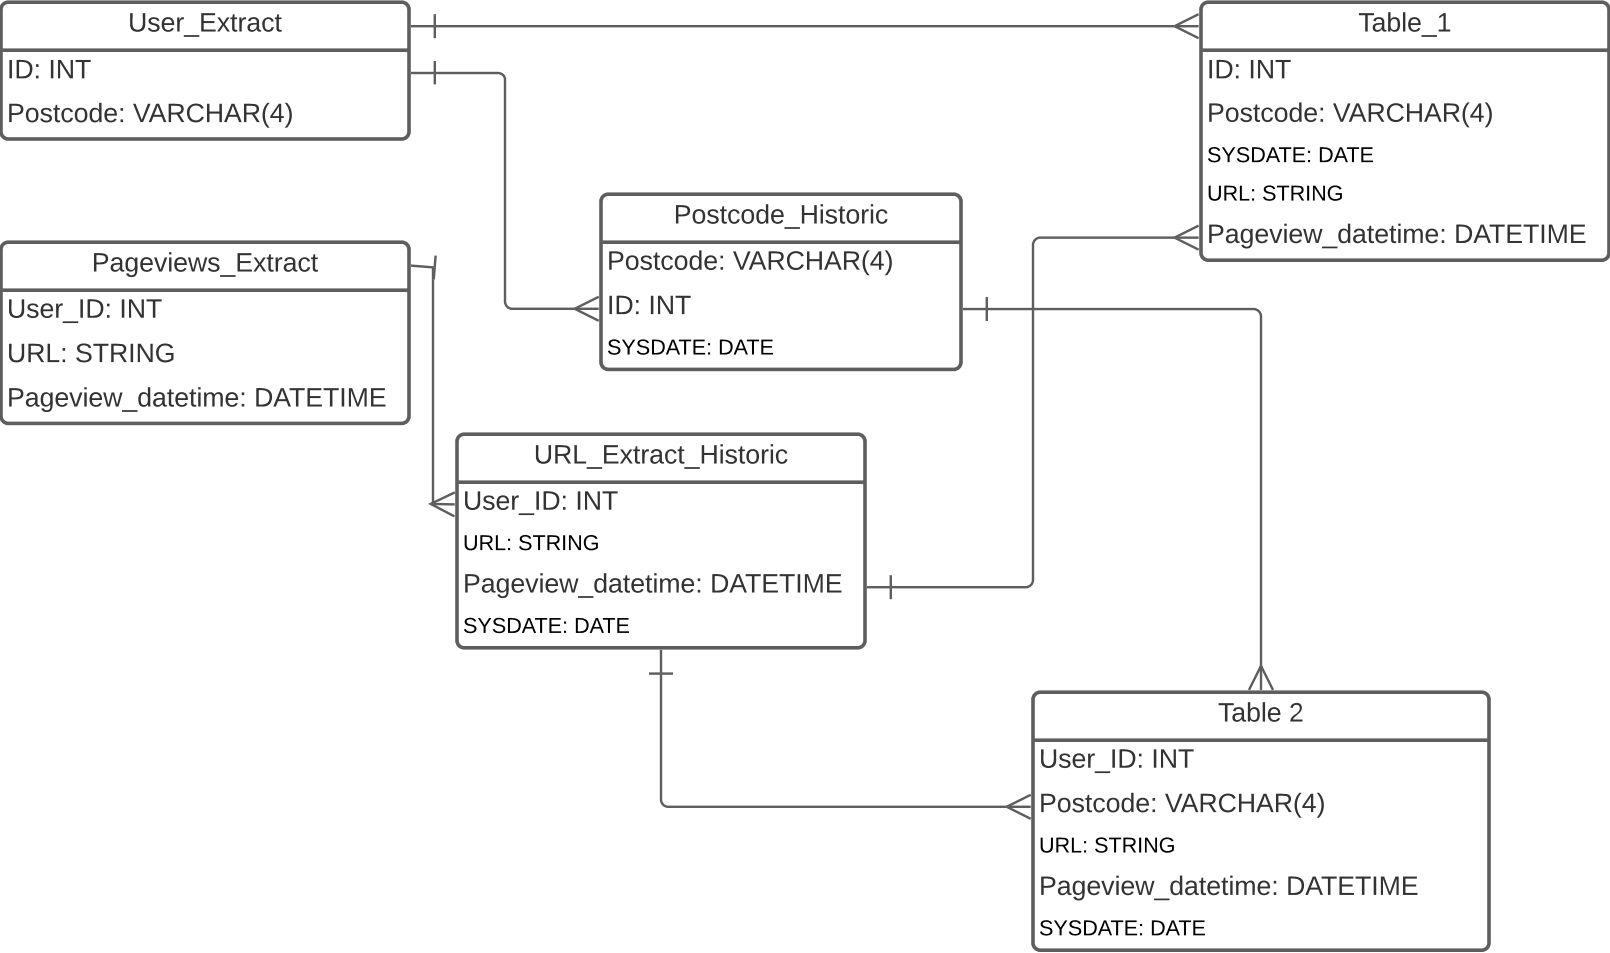 User_Extract
ID: INT
Postcode: VARCHAR(4)
Table_1
ID: INT
Postcode: VARCHAR(4)
SYSDATE: DATE
URL: STRING
Pageview_datetime: DATETIME
Postcode_Historic
Postcode: VARCHAR(4)
ID: INT
SYSDATE: DATE
Pageviews_Extract
User_ID: INT
URL: STRING
Pageview_datetime: DATETIME
URL_Extract_Historic
User_ID: INT
URL: STRING
Pageview_datetime: DATETIME
SYSDATE: DATE
Table 2
User_ID: INT
Postcode: VARCHAR(4)
URL: STRING
Pageview_datetime: DATETIME
SYSDATE: DATE